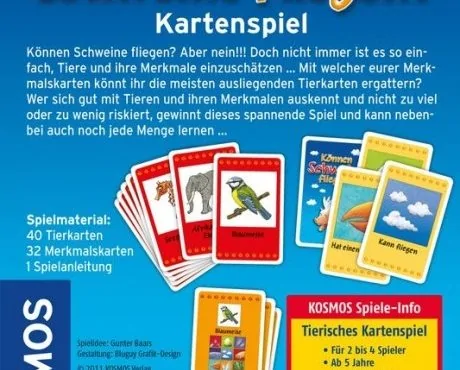 Kartenspiel
Können Schweine fliegen? Aber nein!!! Doch nicht immer ist es so ein-
fach, Tiere und ihre Merkmale einzuschätzen ... Mit welcher eurer Merk-
malskarten könnt ihr die meisten ausliegenden Tierkarten ergattern?
Wer sich gut mit Tieren und ihren Merkmalen auskennt und nicht zu viel
oder zu wenig riskiert, gewinnt dieses spannende Spiel und kann neben-
bei auch noch jede Menge lernen ...
Können
Schweine
Blaumeise
Hat einen
Kann fliegen
Spielmaterial:
40 Tierkarten
32 Merkmalskarten
1 Spielanleitung
Blaumeise
KOSMOS Spiele-Info
Tierisches Kartenspiel
• Für 2 bis 4 Spieler
• Ab 5 Jahre
Spielidee: Gunter Baars
Gestaltung: Bluguy Grafik-Design
KOSMOS Verlag